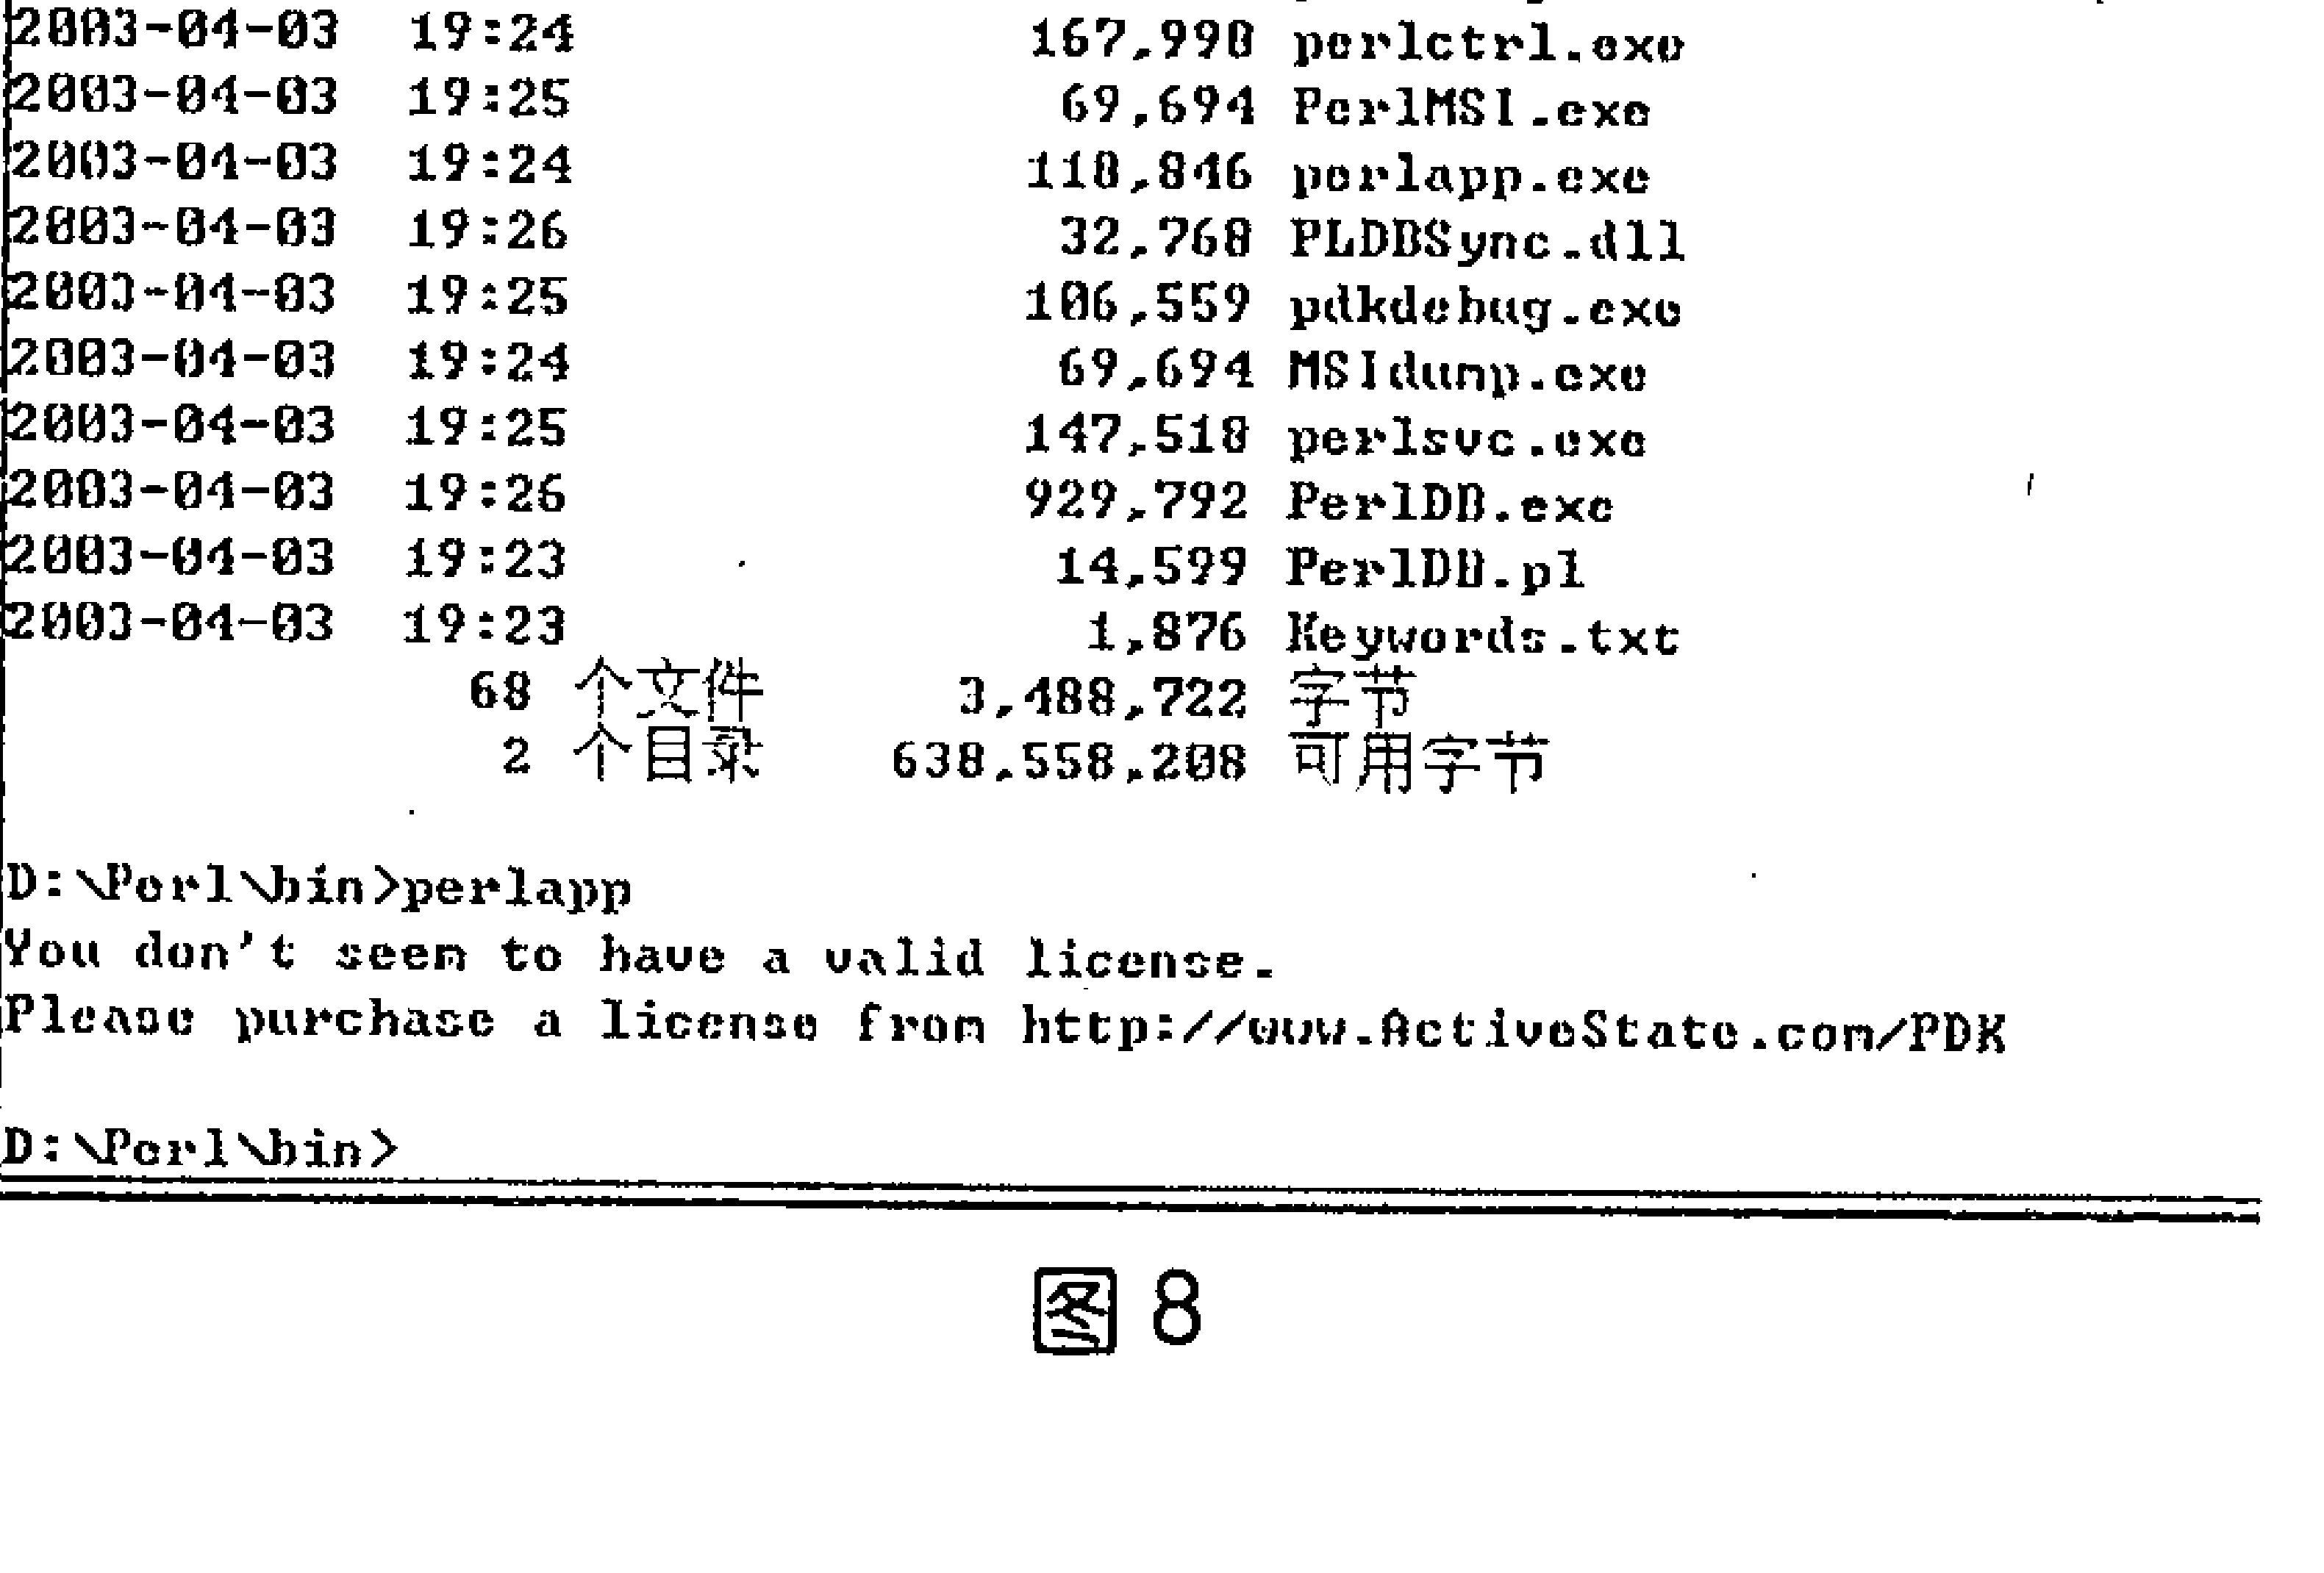 2003-04-03 19:24 167,990 perlctrl.exe
2003-04-03 19:25 69,694 PerlMSI.exe
2003-04-03 19:24 110,846 perlapp.exe
2003-04-03 19:26 32,768 PLDBSync.dll
2003-04-03 19:25 106,559 pdkdebug.exe
2003-04-03 19:24 69,694 MSIdump.exe
2003-04-03 19:25 147,510 perlsvc.exe
2003-04-03 19:26 929,792 PerlDB.exe
2003-04-03 19:23 14,599 PerlDB.pl
2003-04-03 19:23 1,876 Keywords.txt
68 个文件 3,488,722 字节
2 个目录 638,558,208 可用字节
D:\Perl\bin>perlapp
You don't seem to have a valid license.
Please purchase a license from http://www.ActiveState.com/PDK
D:\Perl\bin>
图 8